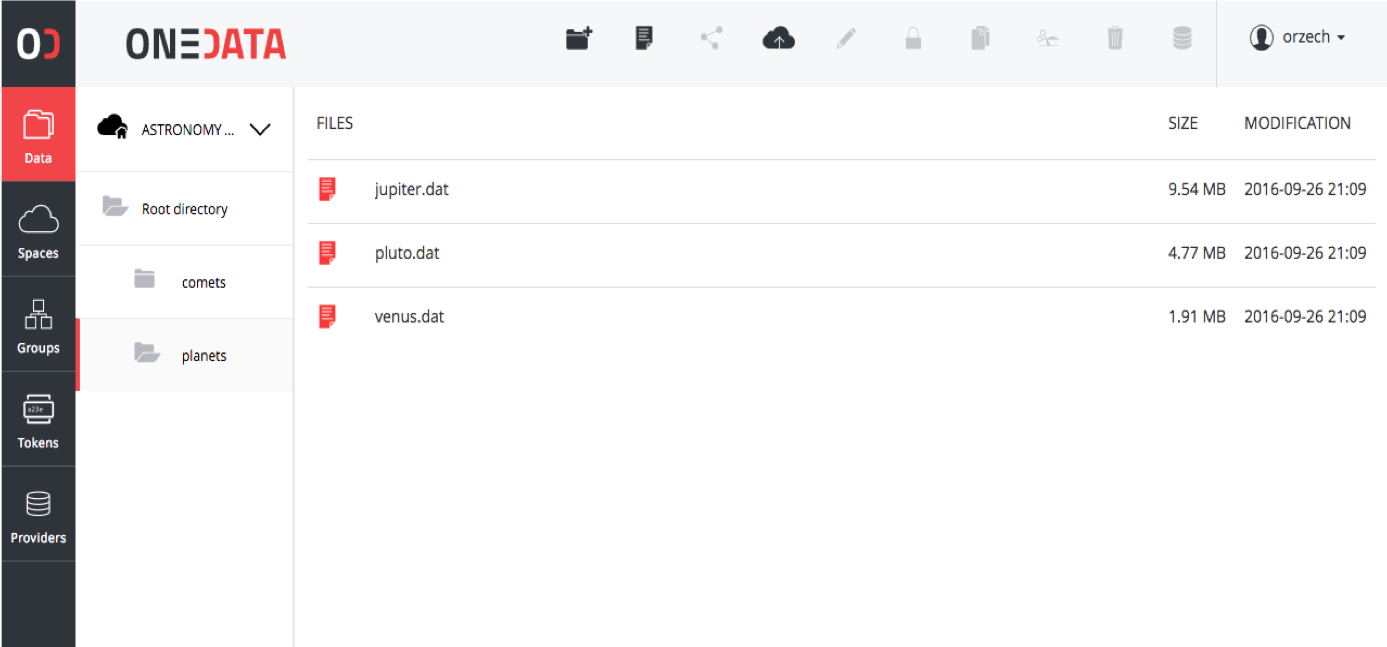 OD
ONEDATA
orzech
Data
Spaces
Groups
a23e
Tokens
Providers
ASTRONOMY ...
Root directory
comets
planets
FILES SIZE MODIFICATION
jupiter.dat 9.54 MB 2016-09-26 21:09
pluto.dat 4.77 MB 2016-09-26 21:09
venus.dat 1.91 MB 2016-09-26 21:09